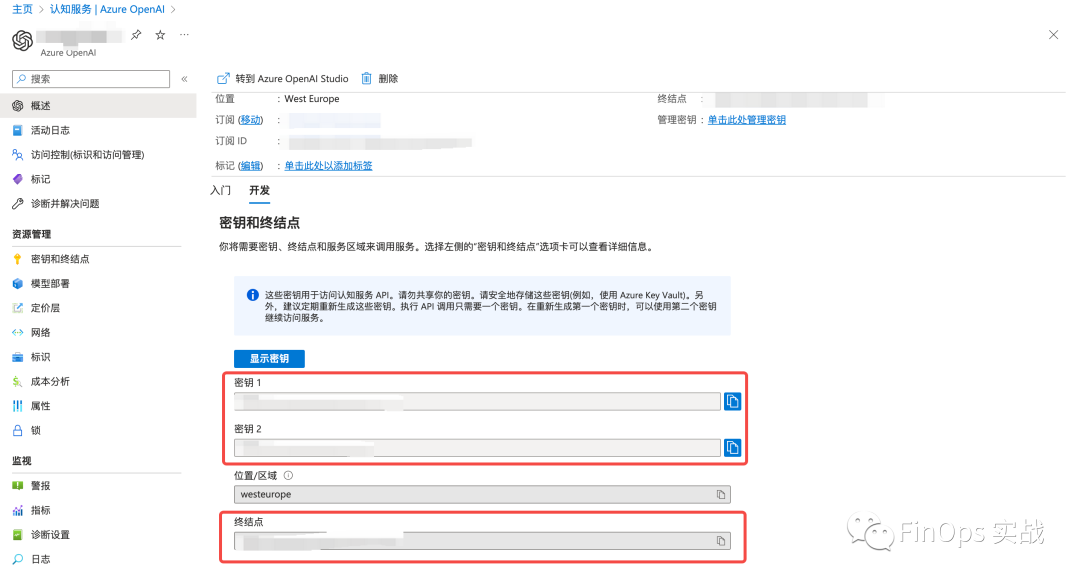 主页 > 认知服务 | Azure OpenAI >
Azure OpenAI
搜索
«
转到 Azure OpenAI Studio
删除
概述
活动日志
访问控制(标识和访问管理)
标记
诊断并解决问题
资源管理
密钥和终结点
模型部署
定价层
网络
标识
成本分析
属性
锁
监视
警报
指标
诊断设置
日志
位置 : West Europe
订阅 (移动) :
订阅 ID :
标记 (编辑) : 单击此处以添加标签
终结点 :
管理密钥 : 单击此处管理密钥
入门 开发
密钥和终结点
你将需要密钥、终结点和服务区域来调用服务。选择左侧的“密钥和终结点”选项卡可以查看详细信息。
这些密钥用于访问认知服务 API。请勿共享你的密钥。请安全地存储这些密钥(例如，使用 Azure Key Vault)。另
外，建议定期重新生成这些密钥。执行 API 调用只需要一个密钥。在重新生成第一个密钥时，可以使用第二个密钥
继续访问服务。
显示密钥
密钥 1
密钥 2
位置/区域
westeurope
终结点
FinOps 实战